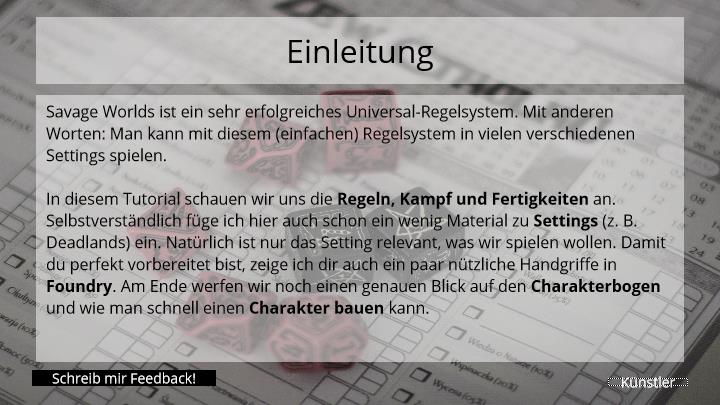 Einleitung
Savage Worlds ist ein sehr erfolgreiches Universal-Regelsystem. Mit anderen
Worten: Man kann mit diesem (einfachen) Regelsystem in vielen verschiedenen
Settings spielen.
In diesem Tutorial schauen wir uns die Regeln, Kampf und Fertigkeiten an.
Selbstverständlich füge ich hier auch schon ein wenig Material zu Settings (z. B.
Deadlands) ein. Natürlich ist nur das Setting relevant, was wir spielen wollen. Damit
du perfekt vorbereitet bist, zeige ich dir auch ein paar nützliche Handgriffe in
Foundry. Am Ende werfen wir noch einen genauen Blick auf den Charakterbogen
und wie man schnell einen Charakter bauen kann.
Schreib mir Feedback!
Künstler